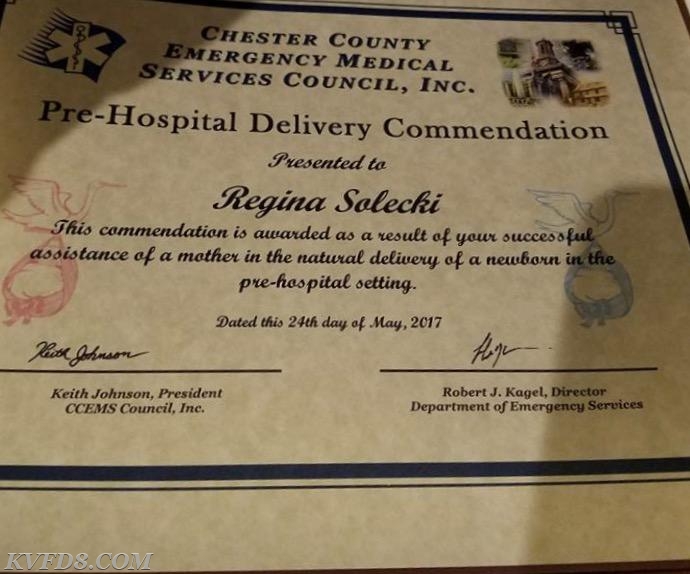 CHESTER COUNTY
EMERGENCY MEDICAL
SERVICES COUNCIL, INC.
Pre-Hospital Delivery Commendation
Presented to
Regina Solecki
This commendation is awarded as a result of your successful
assistance of a mother in the natural delivery of a newborn in the
pre-hospital setting.
Dated this 24th day of May, 2017
Keith Johnson
Keith Johnson, President
CCEMS Council, Inc.
Robert J. Kagel, Director
Department of Emergency Services
KVFD8.COM